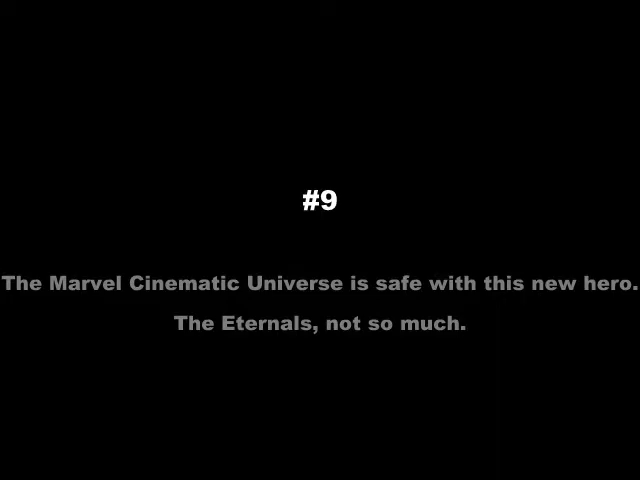 #9
The Marvel Cinematic Universe is safe with this new hero.
The Eternals, not so much.